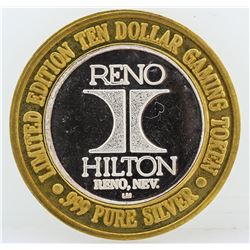 LIMITED EDITION TEN DOLLAR GAMING TOKEN
RENO
HILTON
RENO, NEV.
.999 PURE SILVER